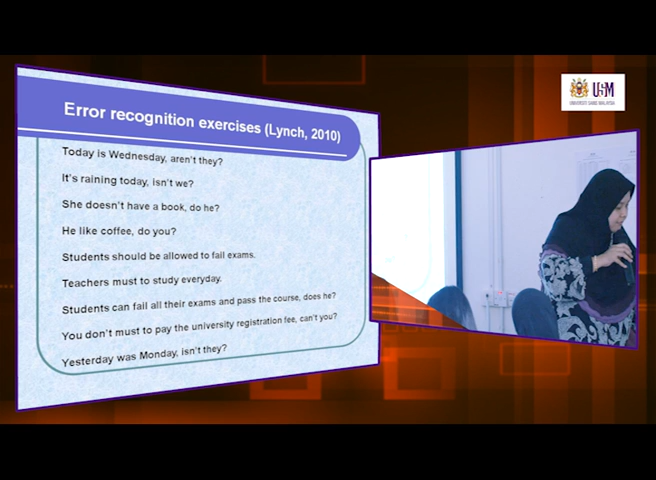 Error recognition exercises (Lynch, 2010)
Today is Wednesday, aren't they?
It's raining today, isn't we?
She doesn't have a book, do he?
He like coffee, do you?
Students should be allowed to fail exams.
Teachers must to study everyday.
Students can fail all their exams and pass the course, does he?
You don't must to pay the university registration fee, can't you?
Yesterday was Monday, isn't they?
USM
UNIVERSITI SAINS MALAYSIA